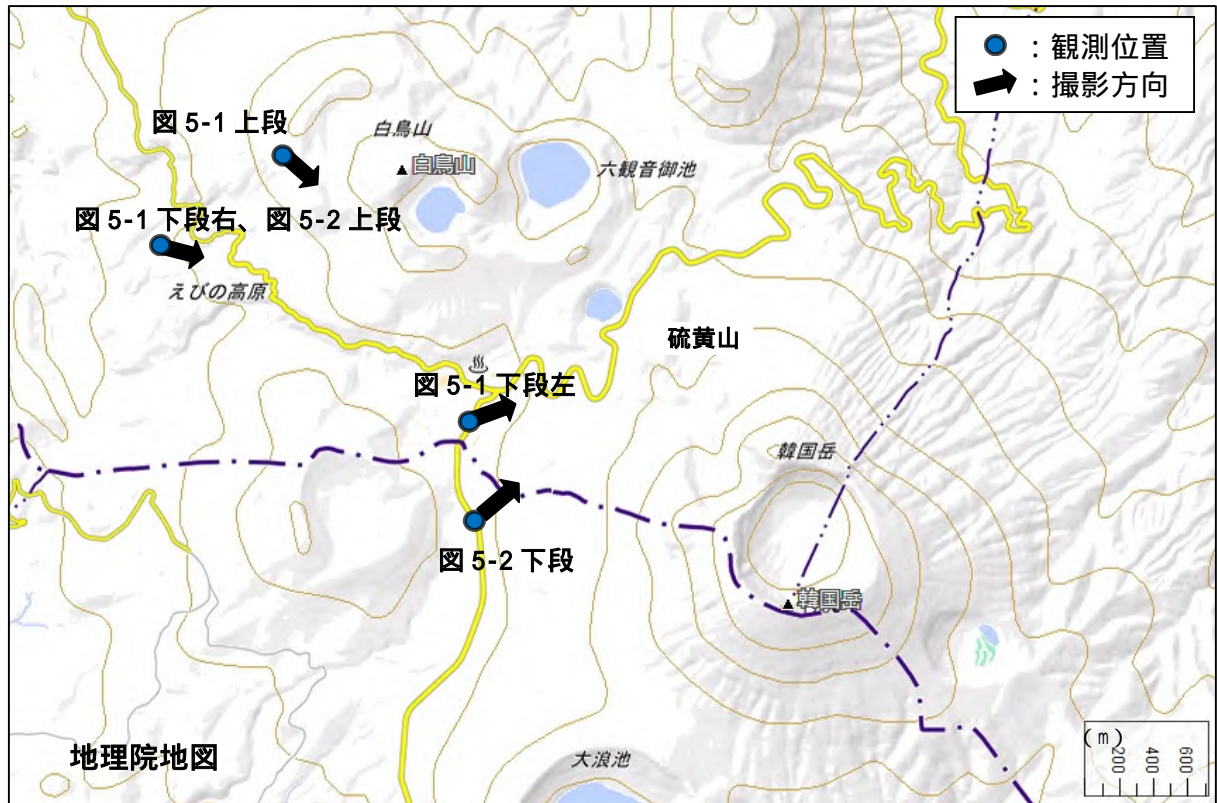 ：観測位置
：撮影方向
図 5-1 上段
白鳥山
白鳥山
六観音御池
図 5-1 下段右、図 5-2 上段
えびの高原
硫黄山
図 5-1 下段左
韓国岳
図 5-2 下段
韓国岳
地理院地図
大浪池
(m)
200 400 600